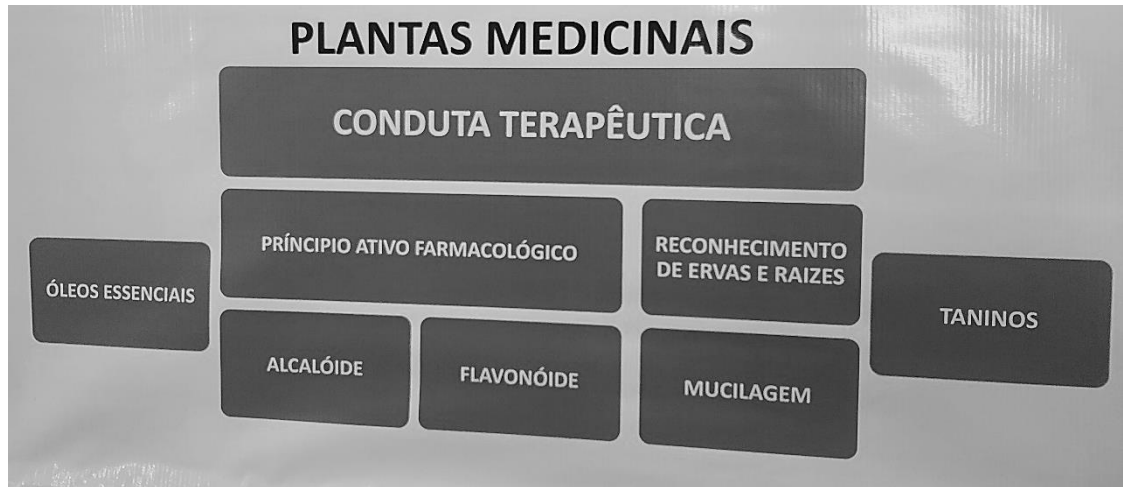 PLANTAS MEDICINAIS
CONDUTA TERAPÊUTICA
PRÍNCIPIO ATIVO FARMACOLÓGICO
RECONHECIMENTO
DE ERVAS E RAIZES
ÓLEOS ESSENCIAIS
TANINOS
ALCALÓIDE
FLAVONÓIDE
MUCILAGEM